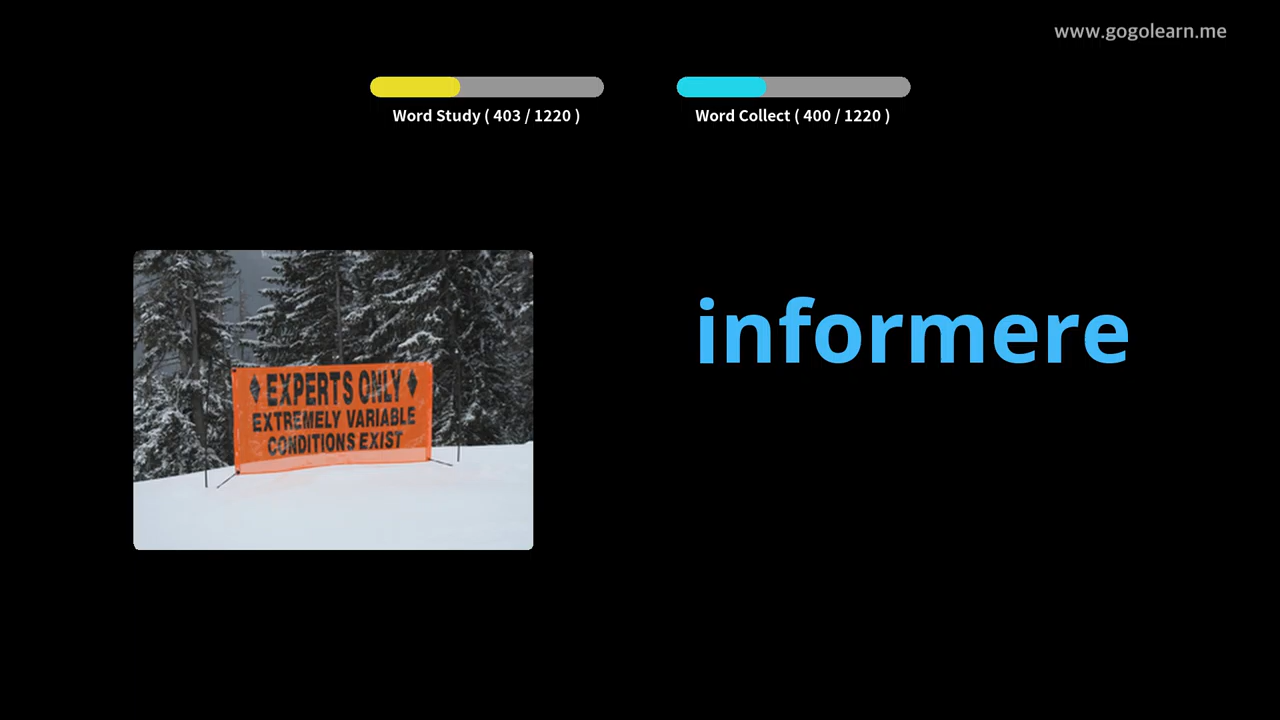 www.gogolearn.me
Word Study ( 403 / 1220 )
Word Collect ( 400 / 1220 )
informere
EXPERTS ONLY
EXTREMELY VARIABLE
CONDITIONS EXIST